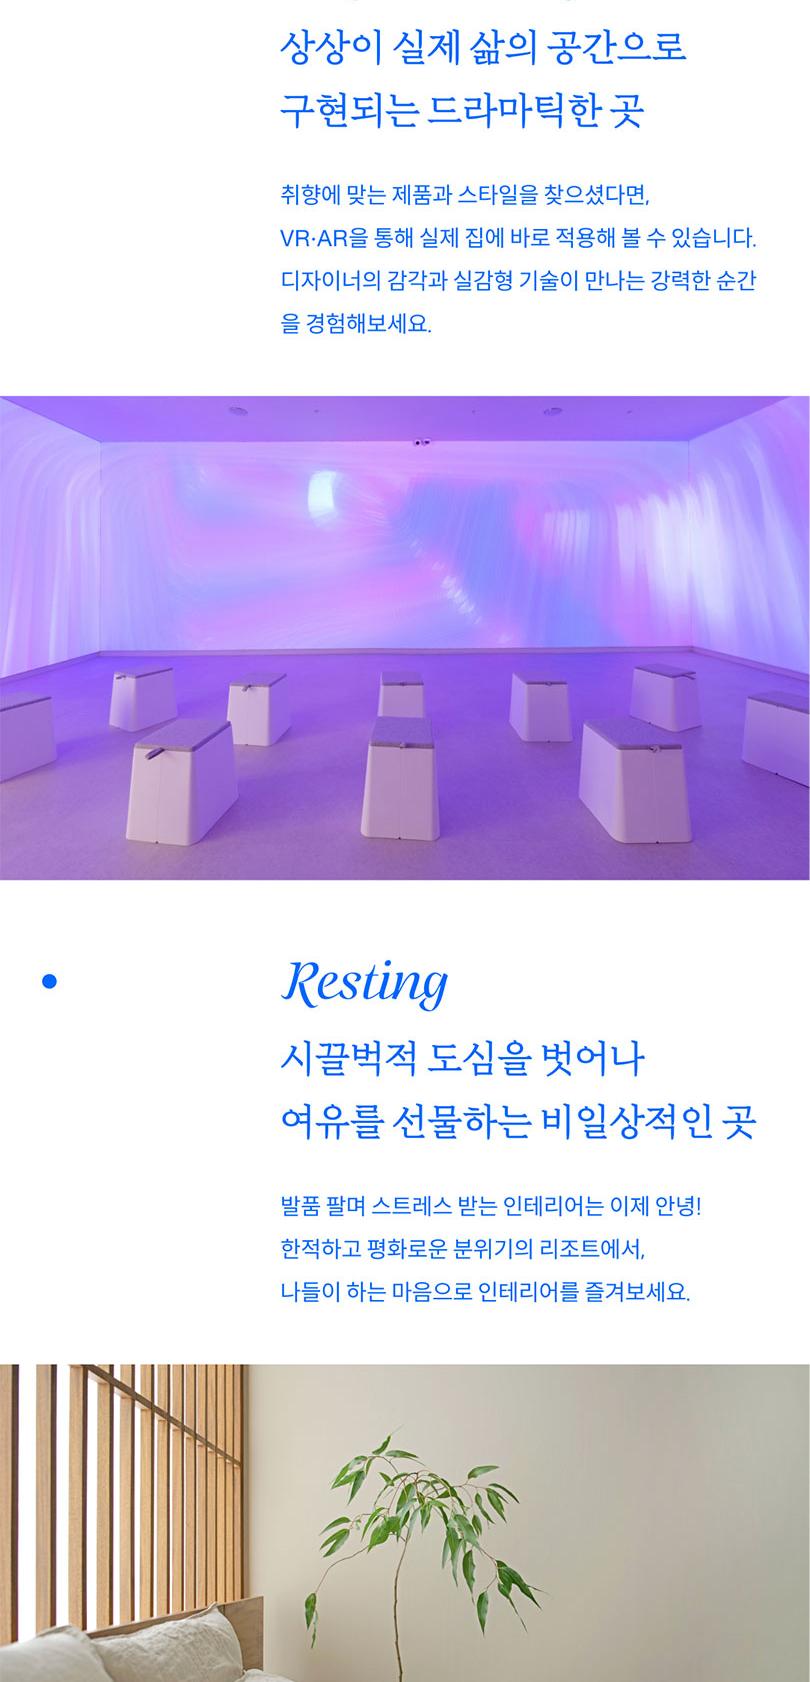 상상이 실제 삶의 공간으로
구현되는 드라마틱한 곳
취향에 맞는 제품과 스타일을 찾으셨다면,
VR·AR을 통해 실제 집에 바로 적용해 볼 수 있습니다.
디자이너의 감각과 실감형 기술이 만나는 강력한 순간
을 경험해보세요.
Resting
시끌벅적 도심을 벗어나
여유를 선물하는 비일상적인 곳
발품 팔며 스트레스 받는 인테리어는 이제 안녕!
한적하고 평화로운 분위기의 리조트에서,
나들이 하는 마음으로 인테리어를 즐겨보세요.